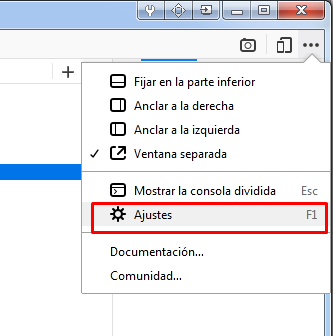 Fijar en la parte inferior
Anclar a la derecha
Anclar a la izquierda
Ventana separada
Mostrar la consola dividida Esc
Ajustes F1
Documentación...
Comunidad...